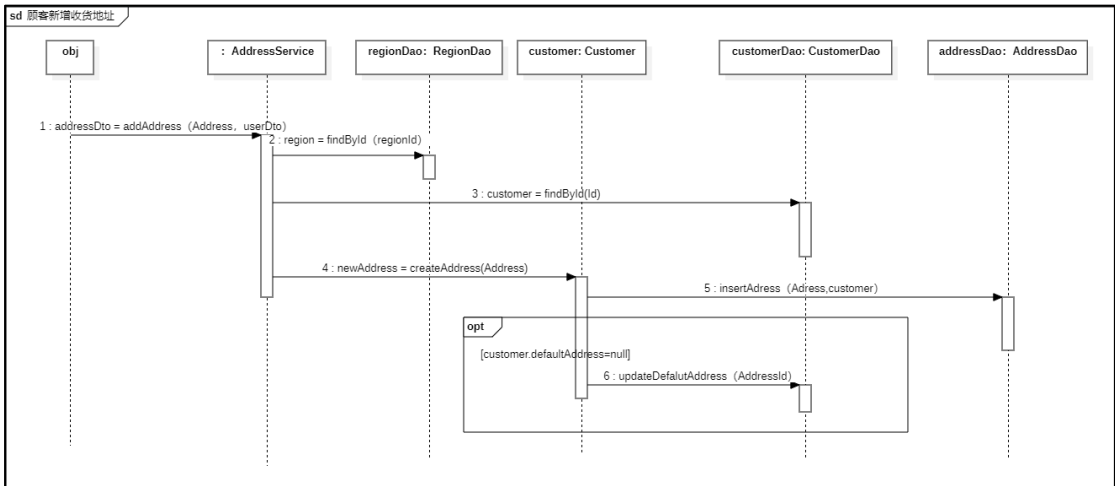 sd 顾客新增收货地址
obj
： AddressService
regionDao：RegionDao
customer: Customer
customerDao: CustomerDao
addressDao：AddressDao
1 : addressDto = addAddress（Address，userDto）
2 : region = findById（regionId）
3 : customer = findById(Id)
4 : newAddress = createAddress(Address)
5 : insertAdress（Adress,customer）
opt
[customer.defaultAddress=null]
6 : updateDefalutAddress（AddressId）